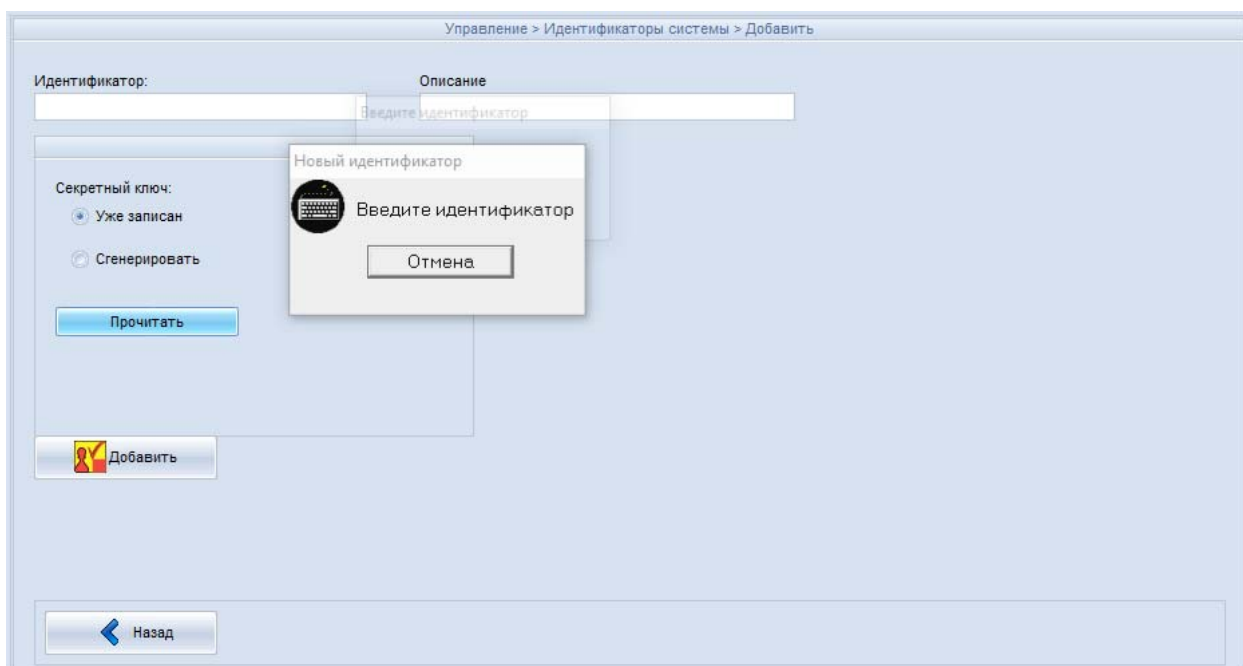 Управление > Идентификаторы системы > Добавить
Идентификатор:
Описание
Введите идентификатор
Новый идентификатор
Введите идентификатор
Отмена
Секретный ключ:
Уже записан
Сгенерировать
Прочитать
Добавить
Назад